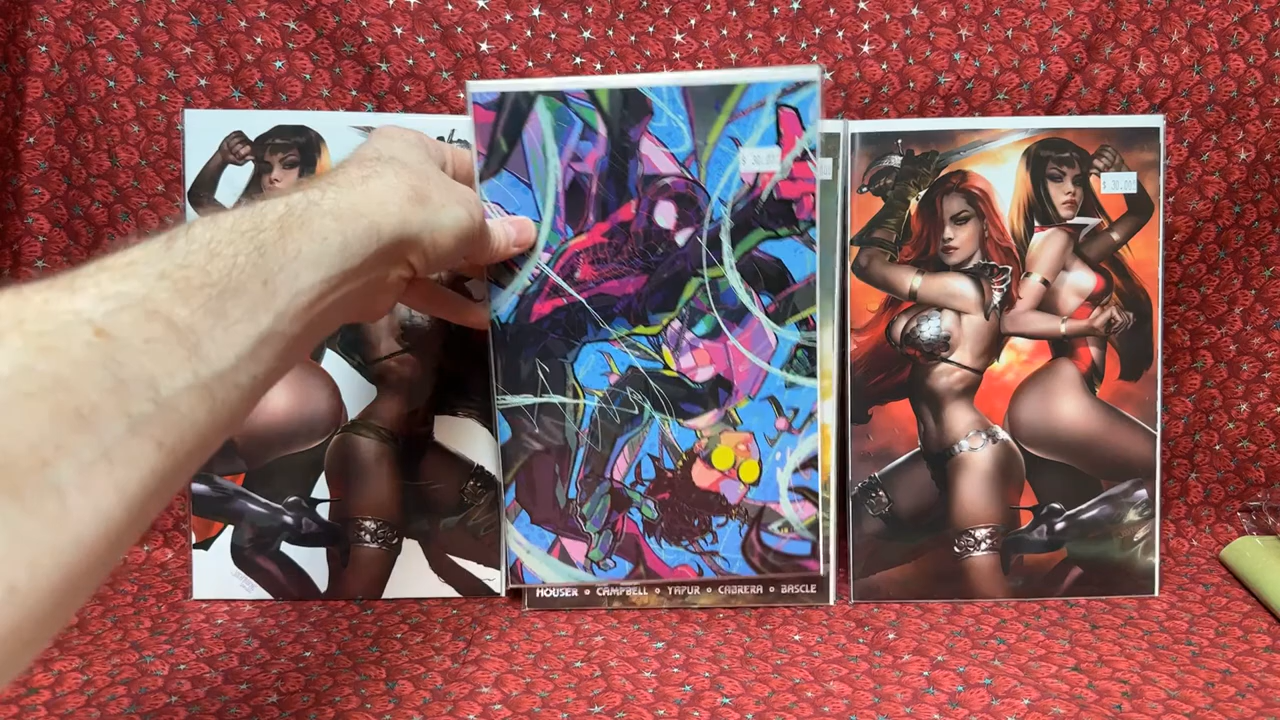 $ 30.00
$ 30.00
HOUSER • CAMPBELL • YAPUR • CABRERA • BASCLE